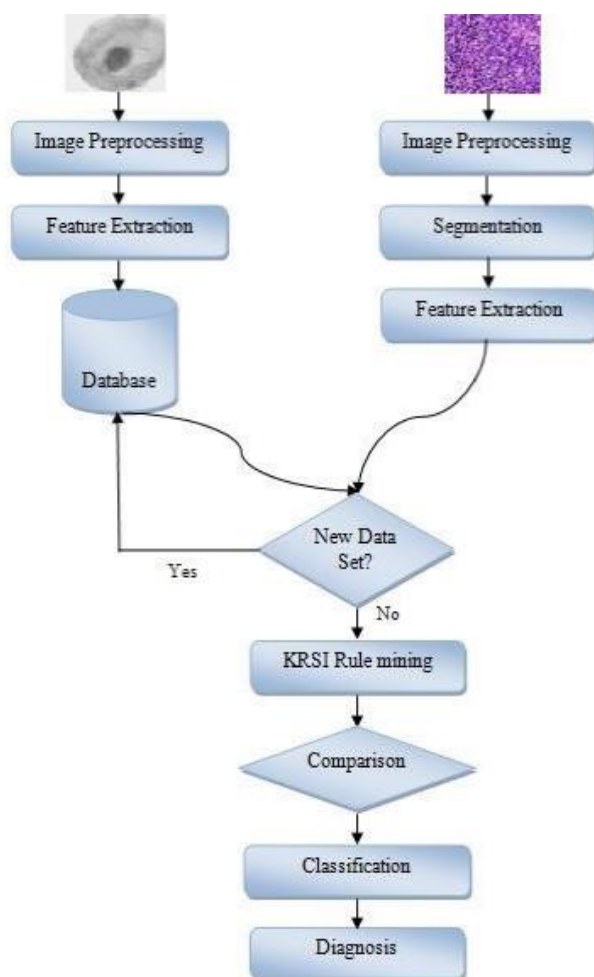 Image Preprocessing
Image Preprocessing
Feature Extraction
Segmentation
Feature Extraction
Database
New Data
Set?
Yes
No
KRSI Rule mining
Comparison
Classification
Diagnosis